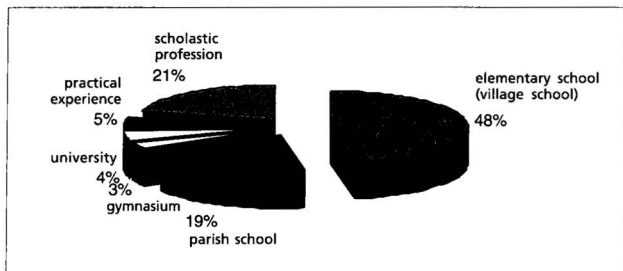 scholastic
profession
21%
practical
experience
5%
elementary school
(village school)
48%
university
4%
3%
gymnasium
19%
parish school